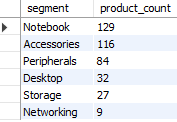 segment product_count
Notebook 129
Accessories 116
Peripherals 84
Desktop 32
Storage 27
Networking 9